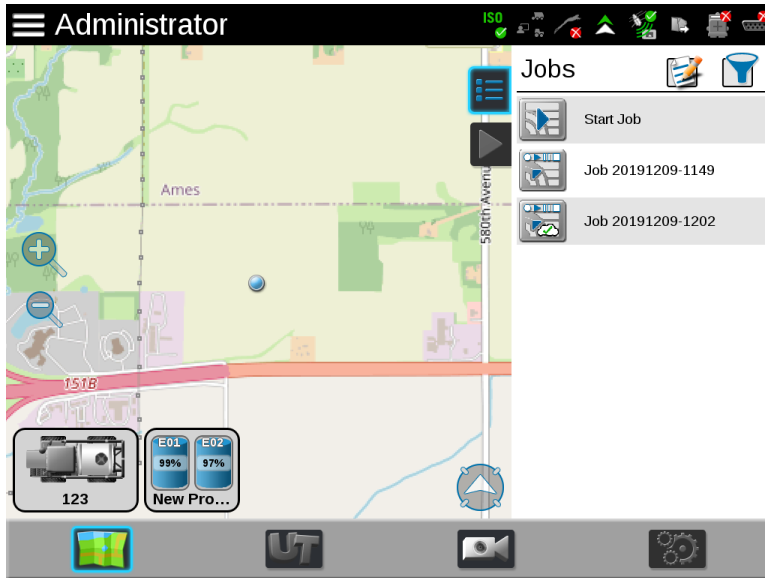 Administrator
ISO
Jobs
Start Job
Job 20191209-1149
Job 20191209-1202
Ames
580th Avenu
151B
E01
E02
99%
97%
123
New Pro...
UT